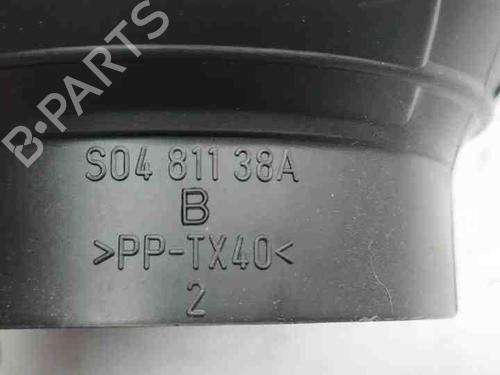 B-PARTS
S04 811 38A
B
>PP-TX40<
2